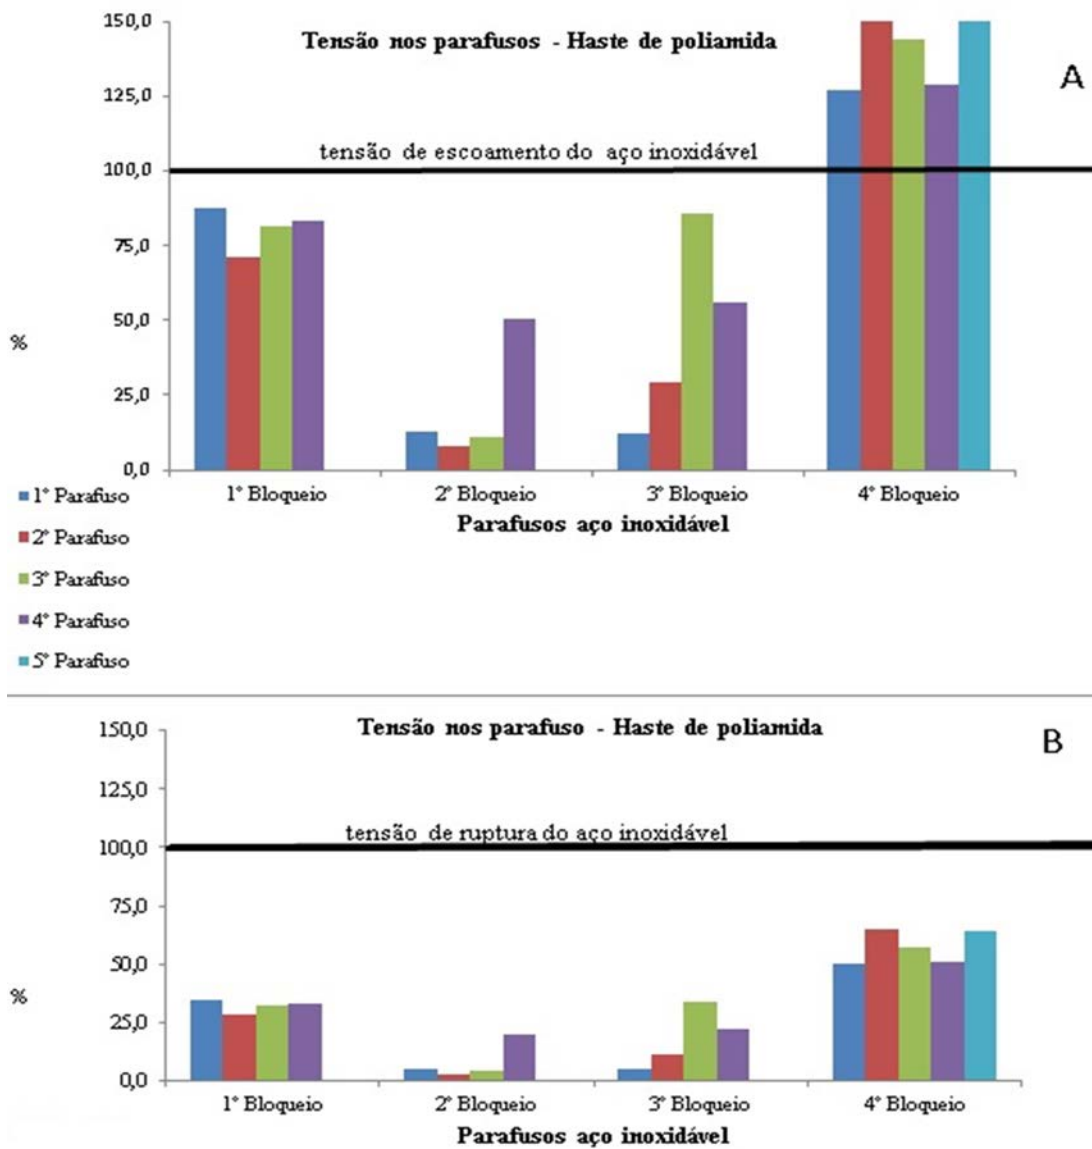 Tensão nos parafusos - Haste de poliamida
A
150,0
125,0
tensão de escoamento do aço inoxidável
100,0
75,0
50,0
%
25,0
0,0
1° Bloqueio 2° Bloqueio 3° Bloqueio 4° Bloqueio
Parafusos aço inoxidável
1° Parafuso
2° Parafuso
3° Parafuso
4° Parafuso
5° Parafuso
Tensão nos parafuso - Haste de poliamida
B
150,0
125,0
tensão de ruptura do aço inoxidável
100,0
75,0
50,0
%
25,0
0,0
1° Bloqueio 2° Bloqueio 3° Bloqueio 4° Bloqueio
Parafusos aço inoxidável